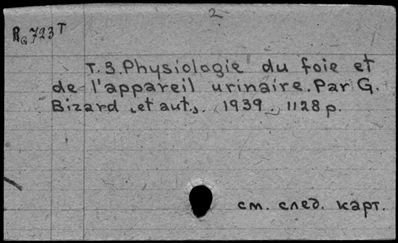 2
RG 723 T
T. 3. Physiologie du foie et
de l'appareil urinaire. Par G.
Bizard et aut. 1939. 1128 p.
см. след. карт.